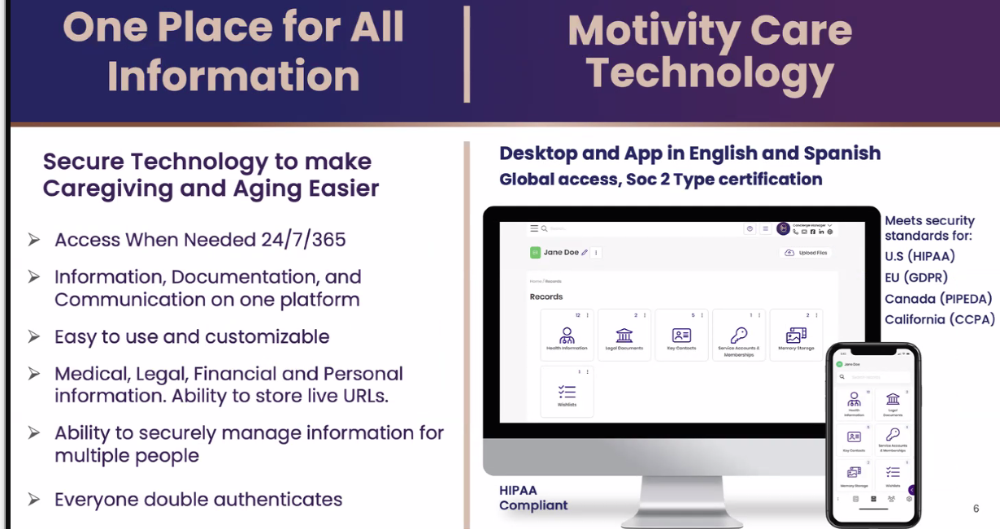 One Place for All
Information
Motivity Care
Technology
Secure Technology to make
Caregiving and Aging Easier
Access When Needed 24/7/365
Information, Documentation, and
Communication on one platform
Easy to use and customizable
Medical, Legal, Financial and Personal
information. Ability to store live URLs.
Ability to securely manage information for
multiple people
Everyone double authenticates
Desktop and App in English and Spanish
Global access, Soc 2 Type certification
Concierge Manager
Jane Doe
Upload Files
Home / Records
Records
12
2
5
1
2
Health Information
Legal Documents
Key Contacts
Service Accounts &
Memberships
Memory Storage
1
Wishlists
Meets security
standards for:
U.S (HIPAA)
EU (GDPR)
Canada (PIPEDA)
California (CCPA)
Jane Doe
Health
Information
Legal
Documents
Key Contacts
Service Accounts
& Memberships
Memory Storage
Wishlists
HIPAA
Compliant
6